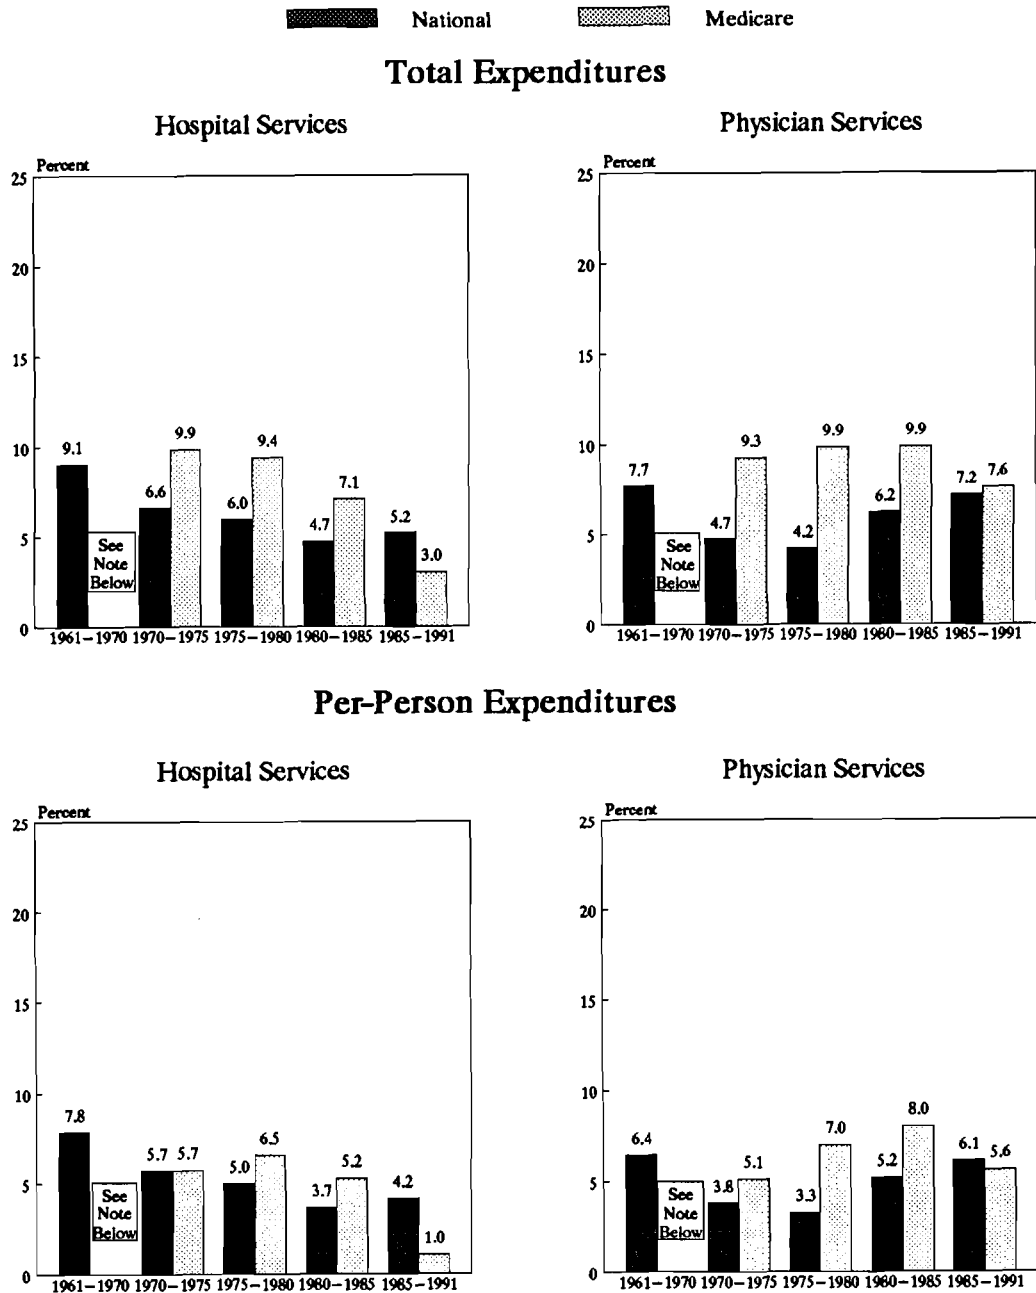 National Medicare
Total Expenditures
Hospital Services
Percent
25
20
15
10
5
0
9.1
See
Note
Below
6.6
9.9
6.0
9.4
4.7
7.1
5.2
3.0
1961–1970 1970–1975 1975–1980 1960–1985 1985–1991
Physician Services
Percent
25
20
15
10
5
0
7.7
See
Note
Below
4.7
9.3
4.2
9.9
6.2
9.9
7.2
7.6
1961–1970 1970–1975 1975–1980 1960–1985 1985–1991
Per-Person Expenditures
Hospital Services
Percent
25
20
15
10
5
0
7.8
See
Note
Below
5.7
5.7
5.0
6.5
3.7
5.2
4.2
1.0
1961–1970 1970–1975 1975–1980 1980–1985 1985–1991
Physician Services
Percent
25
20
15
10
5
0
6.4
See
Note
Below
3.8
5.1
3.3
7.0
5.2
8.0
6.1
5.6
1961–1970 1970–1975 1975–1980 1980–1985 1985–1991